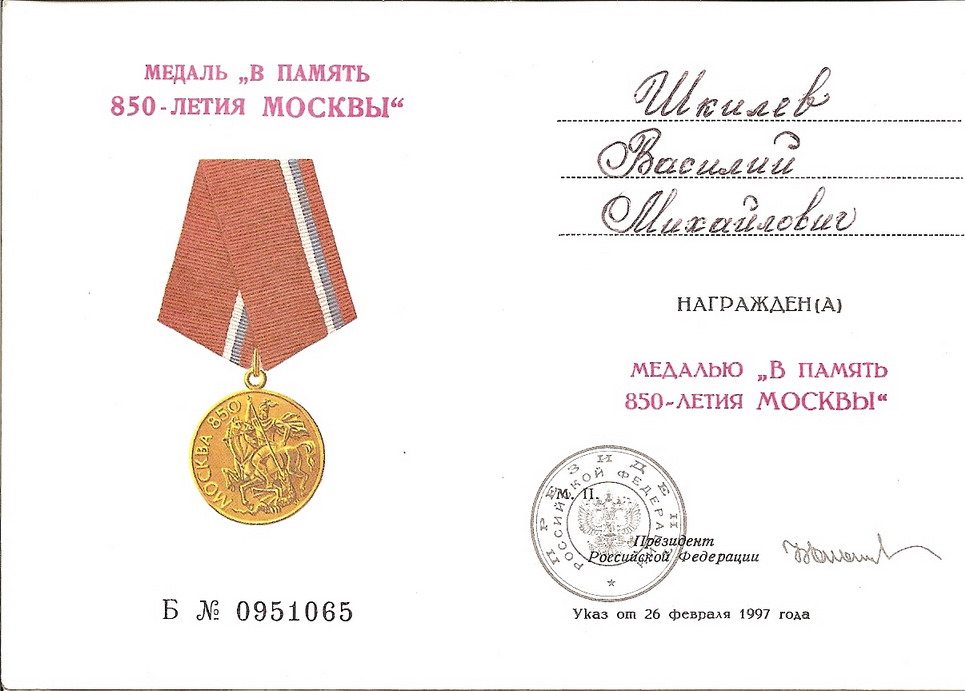 МЕДАЛЬ „В ПАМЯТЬ
850-ЛЕТИЯ МОСКВЫ“
МОСКВА 850
Б № 0951065
Шкилев
Василий
Михайлович
НАГРАЖДЕН(А)
МЕДАЛЬЮ „В ПАМЯТЬ
850-ЛЕТИЯ МОСКВЫ“
ПРЕЗИДЕНТ
РОССИЙСКОЙ ФЕДЕРАЦИИ
М. П.
Президент
Российской Федерации
Указ от 26 февраля 1997 года